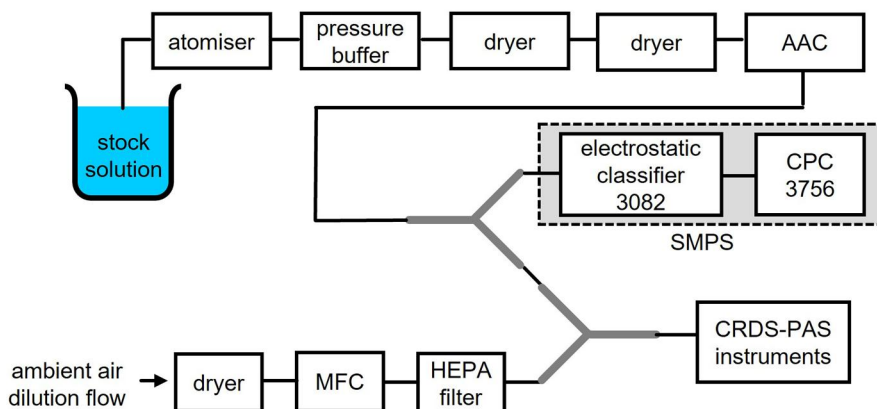 atomiser
pressure
buffer
dryer
dryer
AAC
stock
solution
electrostatic
classifier
3082
CPC
3756
SMPS
CRDS-PAS
instruments
ambient air
dilution flow
dryer
MFC
HEPA
filter